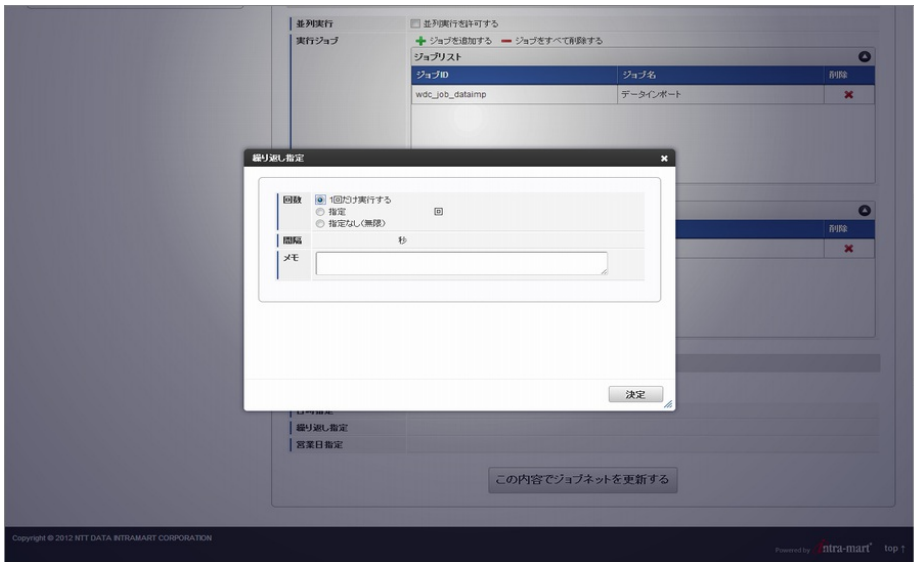 並列実行 並列実行を許可する
実行ジョブ ジョブを追加する ジョブをすべて削除する
ジョブリスト
ジョブID ジョブ名 削除
wdc_job_dataimp データインポート
繰り返し指定
回数 1回だけ実行する
指定 回
指定なし(無限)
間隔 秒
メモ
削除
決定
日時指定
繰り返し指定
営業日指定
この内容でジョブネットを更新する
Copyright © 2012 NTT DATA INTRAMART CORPORATION
Powered by intra-mart top ↑